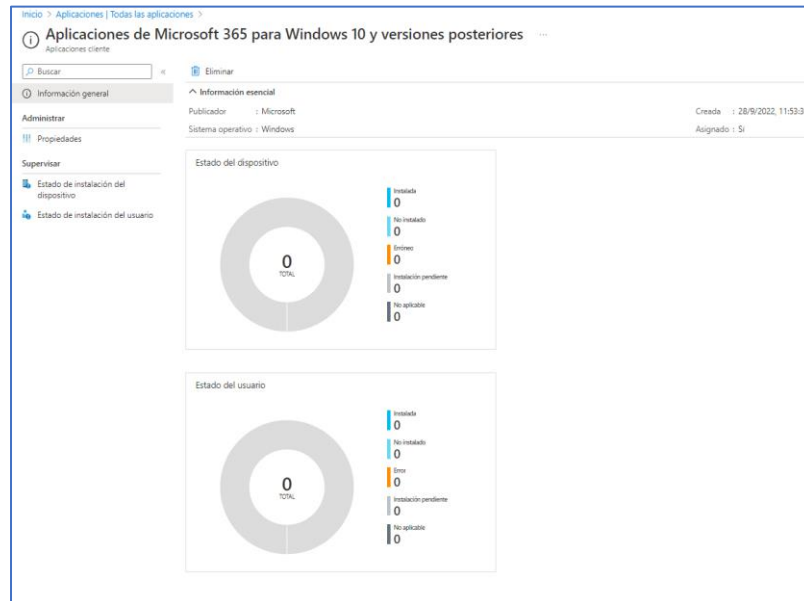 Inicio > Aplicaciones | Todas las aplicaciones >
Aplicaciones de Microsoft 365 para Windows 10 y versiones posteriores ...
Aplicaciones cliente
Buscar
«
Eliminar
Información general
Información esencial
Publicador : Microsoft
Creada : 28/9/2022, 11:53:3
Administrar
Sistema operativo : Windows
Asignado : Sí
Propiedades
Supervisar
Estado de instalación del dispositivo
Estado de instalación del usuario
Estado del dispositivo
0
TOTAL
Instalada
0
No instalado
0
Erróneo
0
Instalación pendiente
0
No aplicable
0
Estado del usuario
0
TOTAL
Instalada
0
No instalado
0
Error
0
Instalación pendiente
0
No aplicable
0